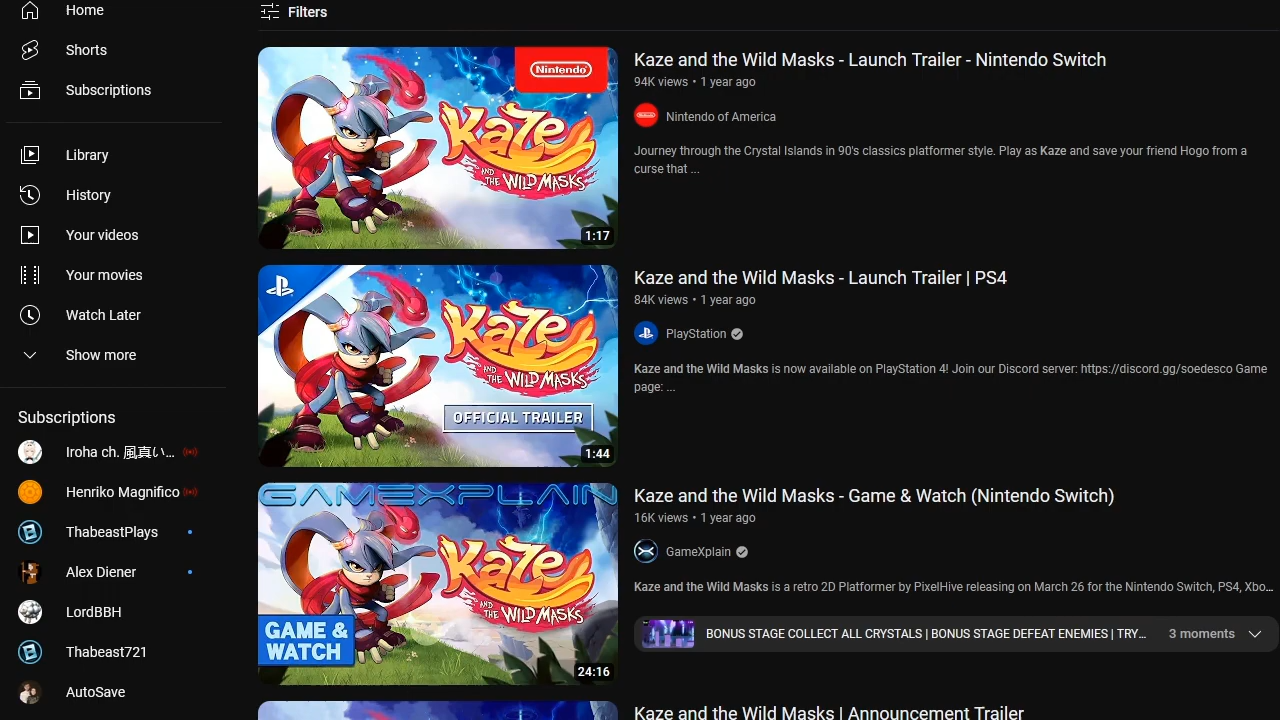 Home
Shorts
Subscriptions
Library
History
Your videos
Your movies
Watch Later
Show more
Subscriptions
Iroha ch. 風真い...
Henriko Magnifico
ThabeastPlays
Alex Diener
LordBBH
Thabeast721
AutoSave
Filters
Nintendo
Kaze
AND THE WILD MASKS
1:17
Kaze and the Wild Masks - Launch Trailer - Nintendo Switch
94K views • 1 year ago
Nintendo of America
Journey through the Crystal Islands in 90's classics platformer style. Play as Kaze and save your friend Hogo from a
curse that ...
Kaze
AND THE WILD MASKS
OFFICIAL TRAILER
1:44
Kaze and the Wild Masks - Launch Trailer | PS4
84K views • 1 year ago
PlayStation
Kaze and the Wild Masks is now available on PlayStation 4! Join our Discord server: https://discord.gg/soedesco Game
page: ...
GAMEXPLAIN
Kaze
AND THE WILD MASKS
GAME &
WATCH
24:16
Kaze and the Wild Masks - Game & Watch (Nintendo Switch)
16K views • 1 year ago
GameXplain
Kaze and the Wild Masks is a retro 2D Platformer by PixelHive releasing on March 26 for the Nintendo Switch, PS4, Xbo...
BONUS STAGE COLLECT ALL CRYSTALS | BONUS STAGE DEFEAT ENEMIES | TRY...
3 moments
Kaze and the Wild Masks | Announcement Trailer